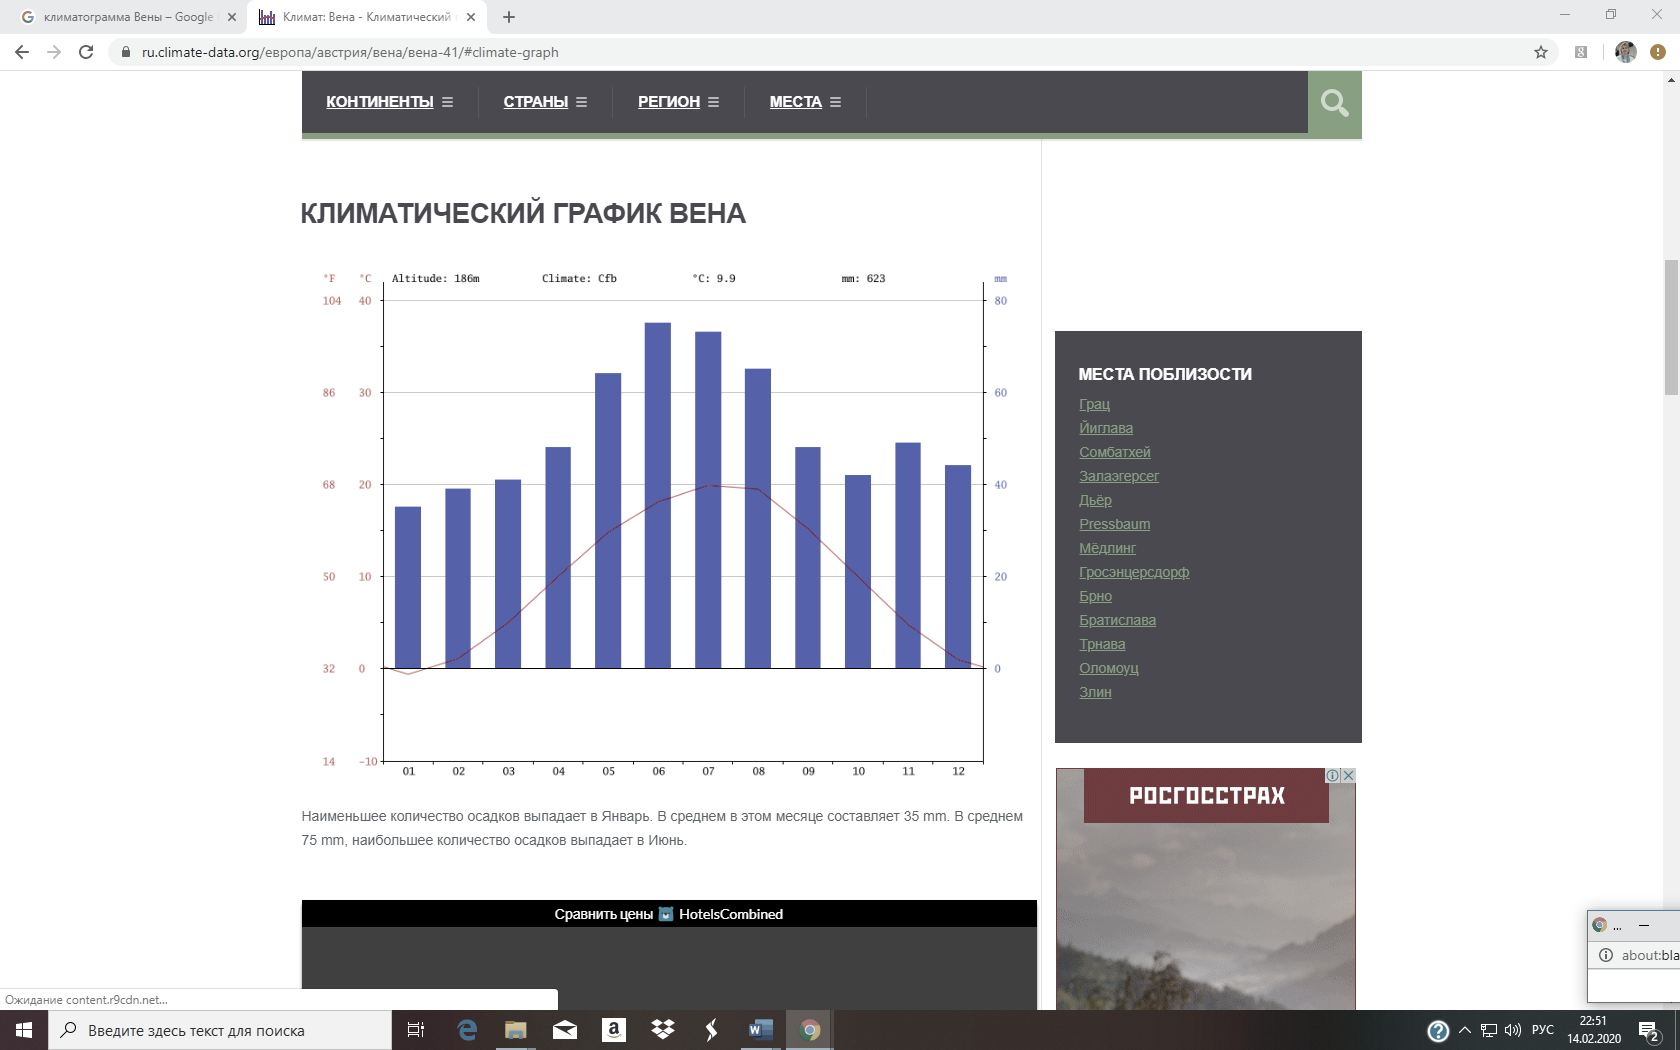 климатограмма Вены – Google
Климат: Вена - Климатический
ru.climate-data.org/европа/австрия/вена/вена-41/#climate-graph
КОНТИНЕНТЫ СТРАНЫ РЕГИОН МЕСТА
КЛИМАТИЧЕСКИЙ ГРАФИК ВЕНА
°F °C Altitude: 186m Climate: Cfb °C: 9.9 mm: 623 mm
104 40 80
86 30 60
68 20 40
50 10 20
32 0 0
14 -10
01 02 03 04 05 06 07 08 09 10 11 12
Наименьшее количество осадков выпадает в Январь. В среднем в этом месяце составляет 35 mm. В среднем
75 mm, наибольшее количество осадков выпадает в Июнь.
Сравнить цены HotelsCombined
МЕСТА ПОБЛИЗОСТИ
Грац
Йиглава
Сомбатхей
Залаэгерсег
Дьёр
Pressbaum
Мёдлинг
Гросэнцерсдорф
Брно
Братислава
Трнава
Оломоуц
Злин
РОСГОССТРАХ
... 
about:bla
Ожидание content.r9cdn.net...
Введите здесь текст для поиска
РУС
22:51
14.02.2020
2